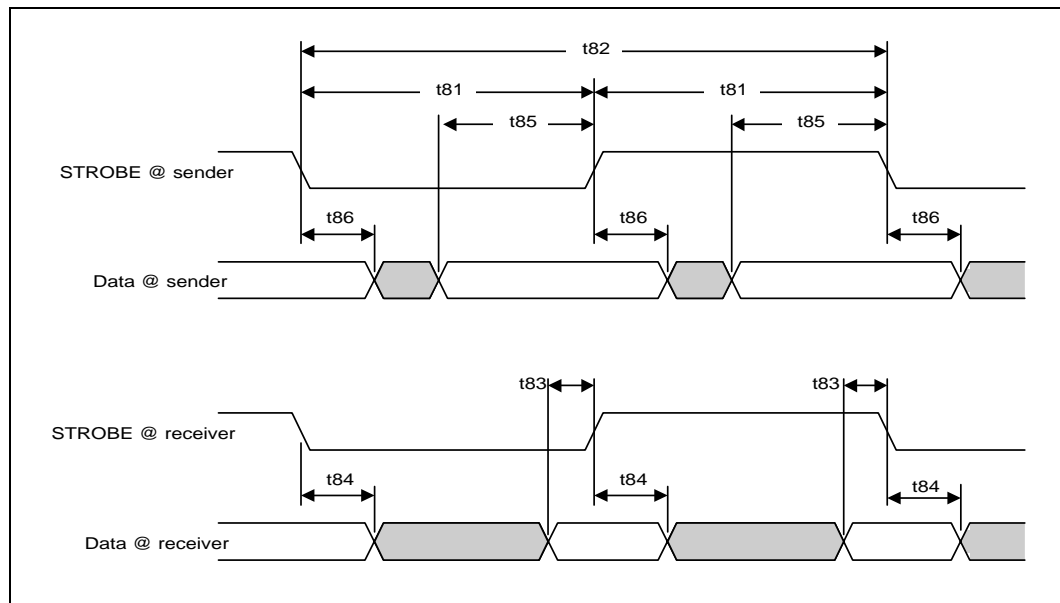 t82
t81 t81
t85 t85
STROBE @ sender
t86 t86 t86
Data @ sender
t83 t83
STROBE @ receiver
t84 t84 t84
Data @ receiver